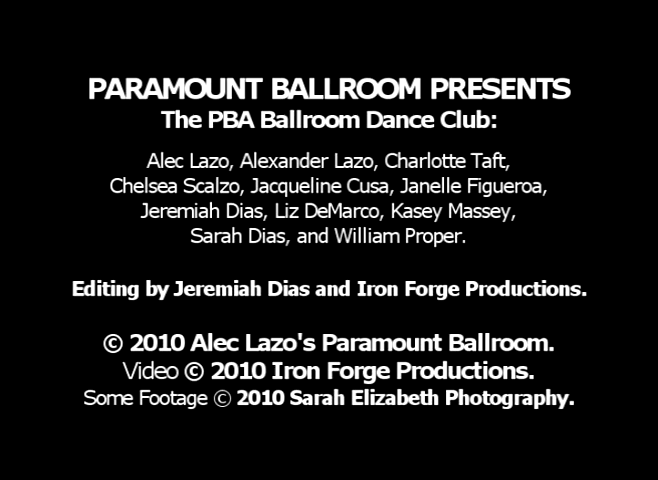 PARAMOUNT BALLROOM PRESENTS
The PBA Ballroom Dance Club:
Alec Lazo, Alexander Lazo, Charlotte Taft,
Chelsea Scalzo, Jacqueline Cusa, Janelle Figueroa,
Jeremiah Dias, Liz DeMarco, Kasey Massey,
Sarah Dias, and William Proper.
Editing by Jeremiah Dias and Iron Forge Productions.
© 2010 Alec Lazo's Paramount Ballroom.
Video © 2010 Iron Forge Productions.
Some Footage © 2010 Sarah Elizabeth Photography.